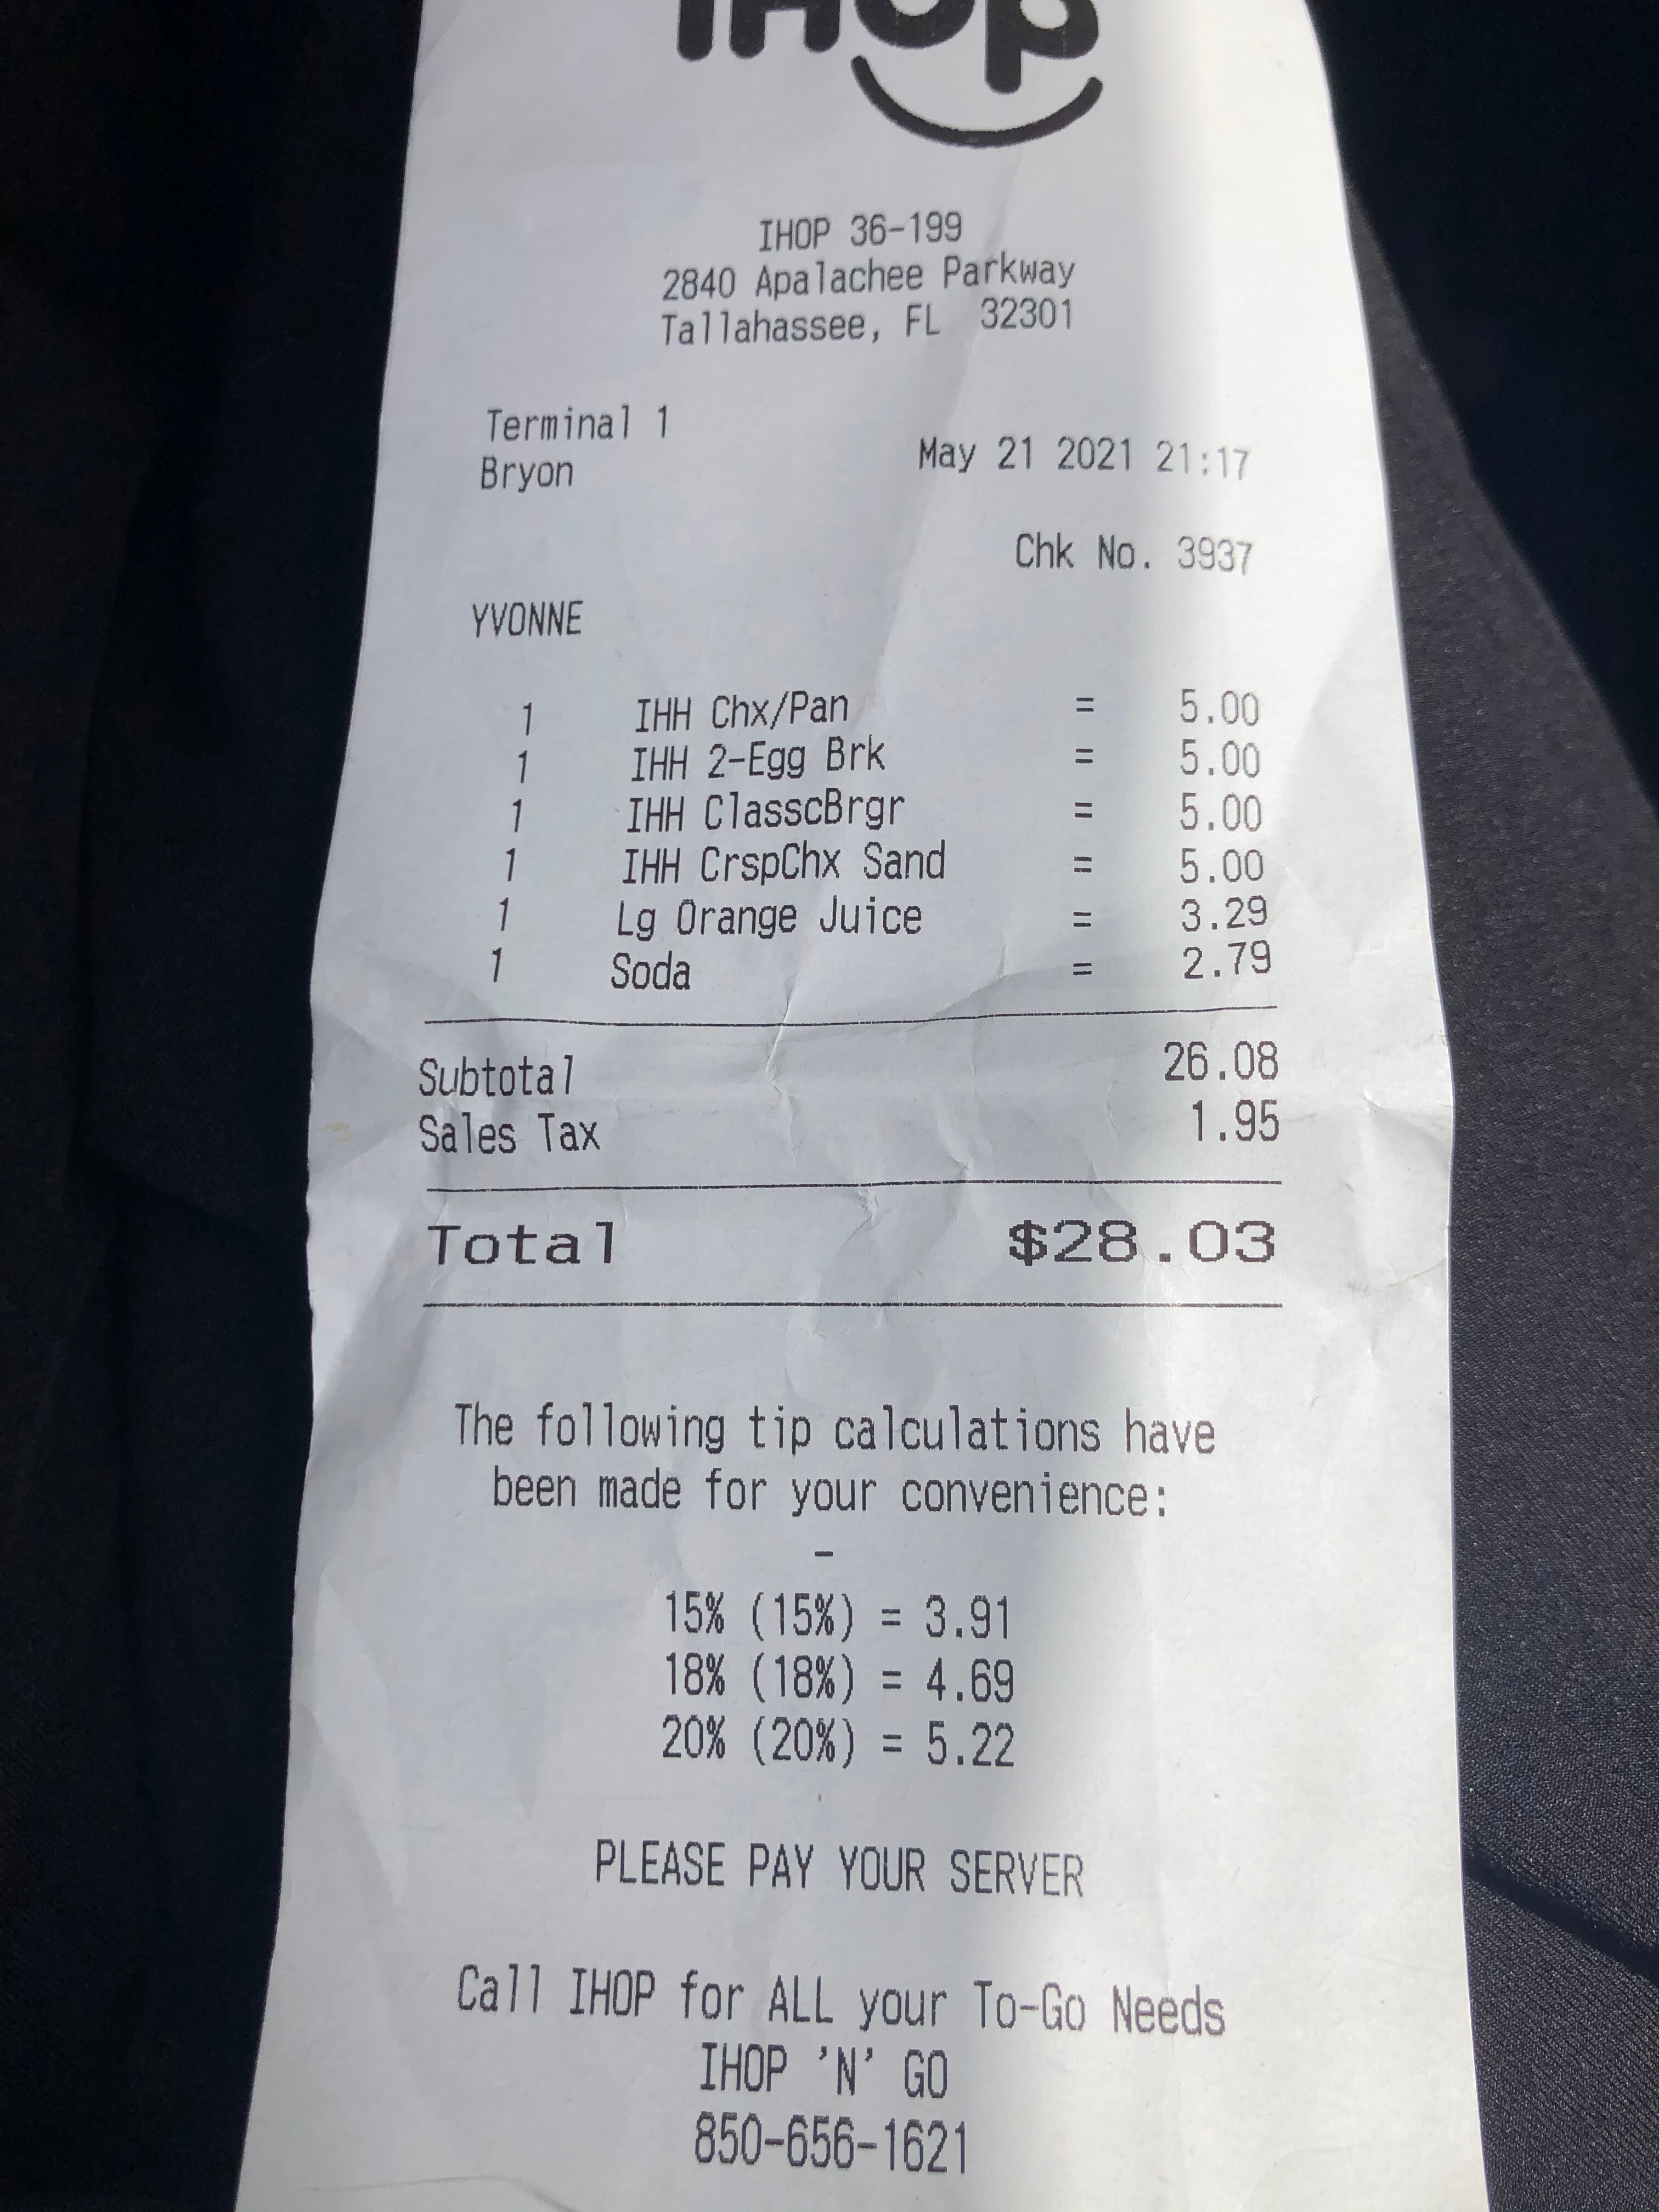 IHOP
IHOP 36-199
2840 Apalachee Parkway
Tallahassee, FL 32301
Terminal 1
Bryon
May 21 2021 21:17
Chk No. 3937
YVONNE
1 IHH Chx/Pan = 5.00
1 IHH 2-Egg Brk = 5.00
1 IHH ClasscBrgr = 5.00
1 IHH CrspChx Sand = 5.00
1 Lg Orange Juice = 3.29
1 Soda = 2.79
Subtotal 26.08
Sales Tax 1.95
Total $28.03
The following tip calculations have
been made for your convenience:
-
15% (15%) = 3.91
18% (18%) = 4.69
20% (20%) = 5.22
PLEASE PAY YOUR SERVER
Call IHOP for ALL your To-Go Needs
IHOP 'N' GO
850-656-1621